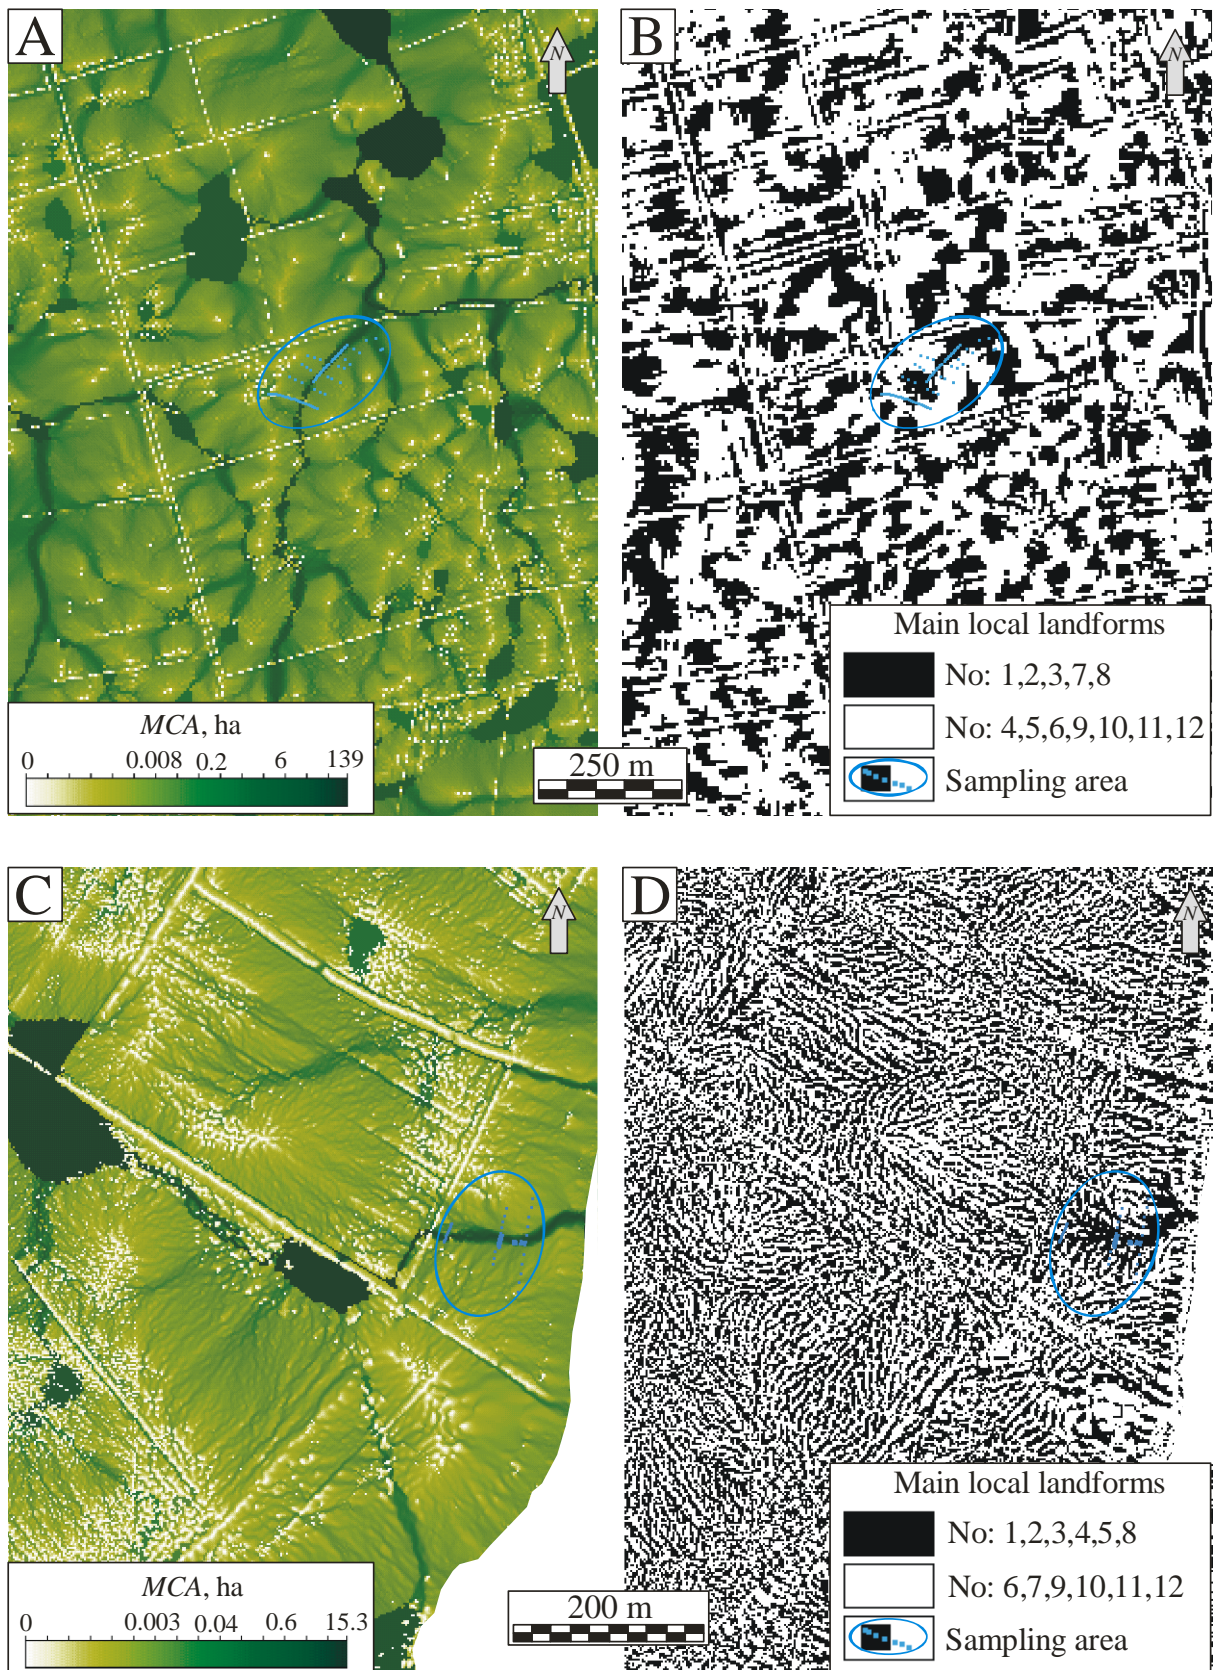 A
N
B
N
MCA, ha
0 0.008 0.2 6 139
250 m
Main local landforms
No: 1,2,3,7,8
No: 4,5,6,9,10,11,12
Sampling area
C
N
D
N
MCA, ha
0 0.003 0.04 0.6 15.3
200 m
Main local landforms
No: 1,2,3,4,5,8
No: 6,7,9,10,11,12
Sampling area